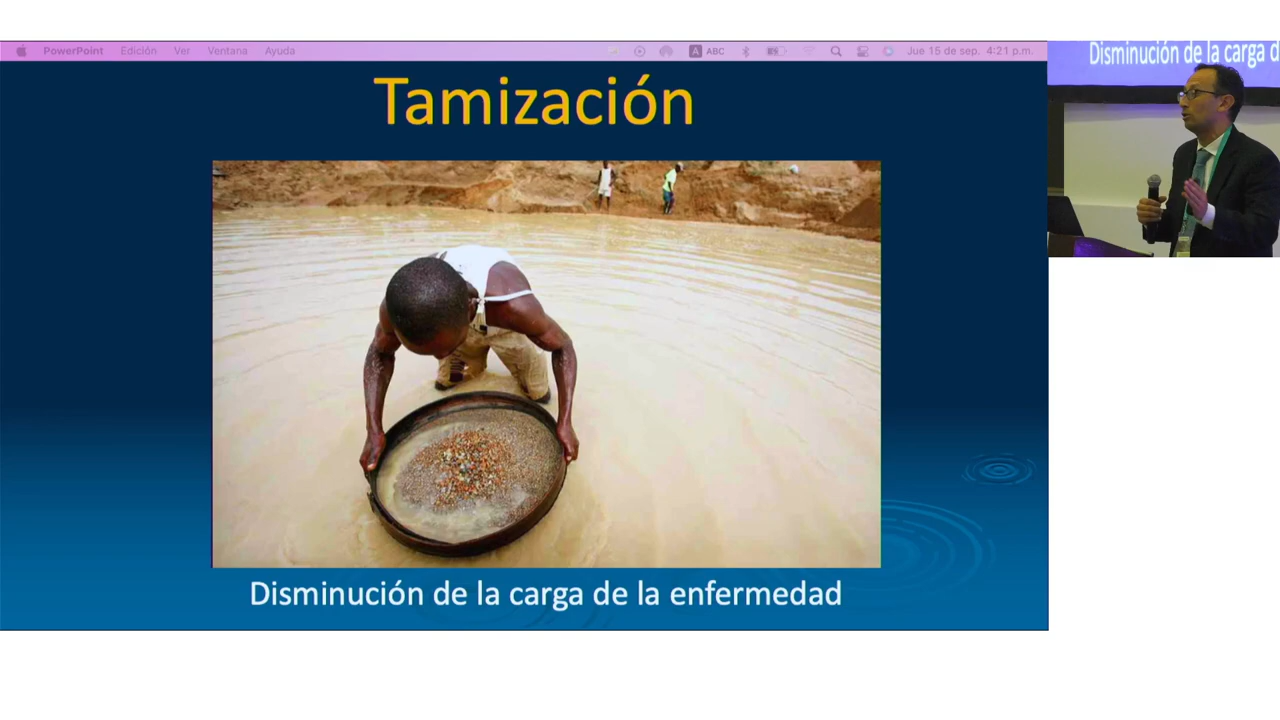 PowerPoint Edición Ver Ventana Ayuda
A ABC Jue 15 de sep. 4:21 p.m.
Tamización
Disminución de la carga de la enfermedad
Disminución de la carga d